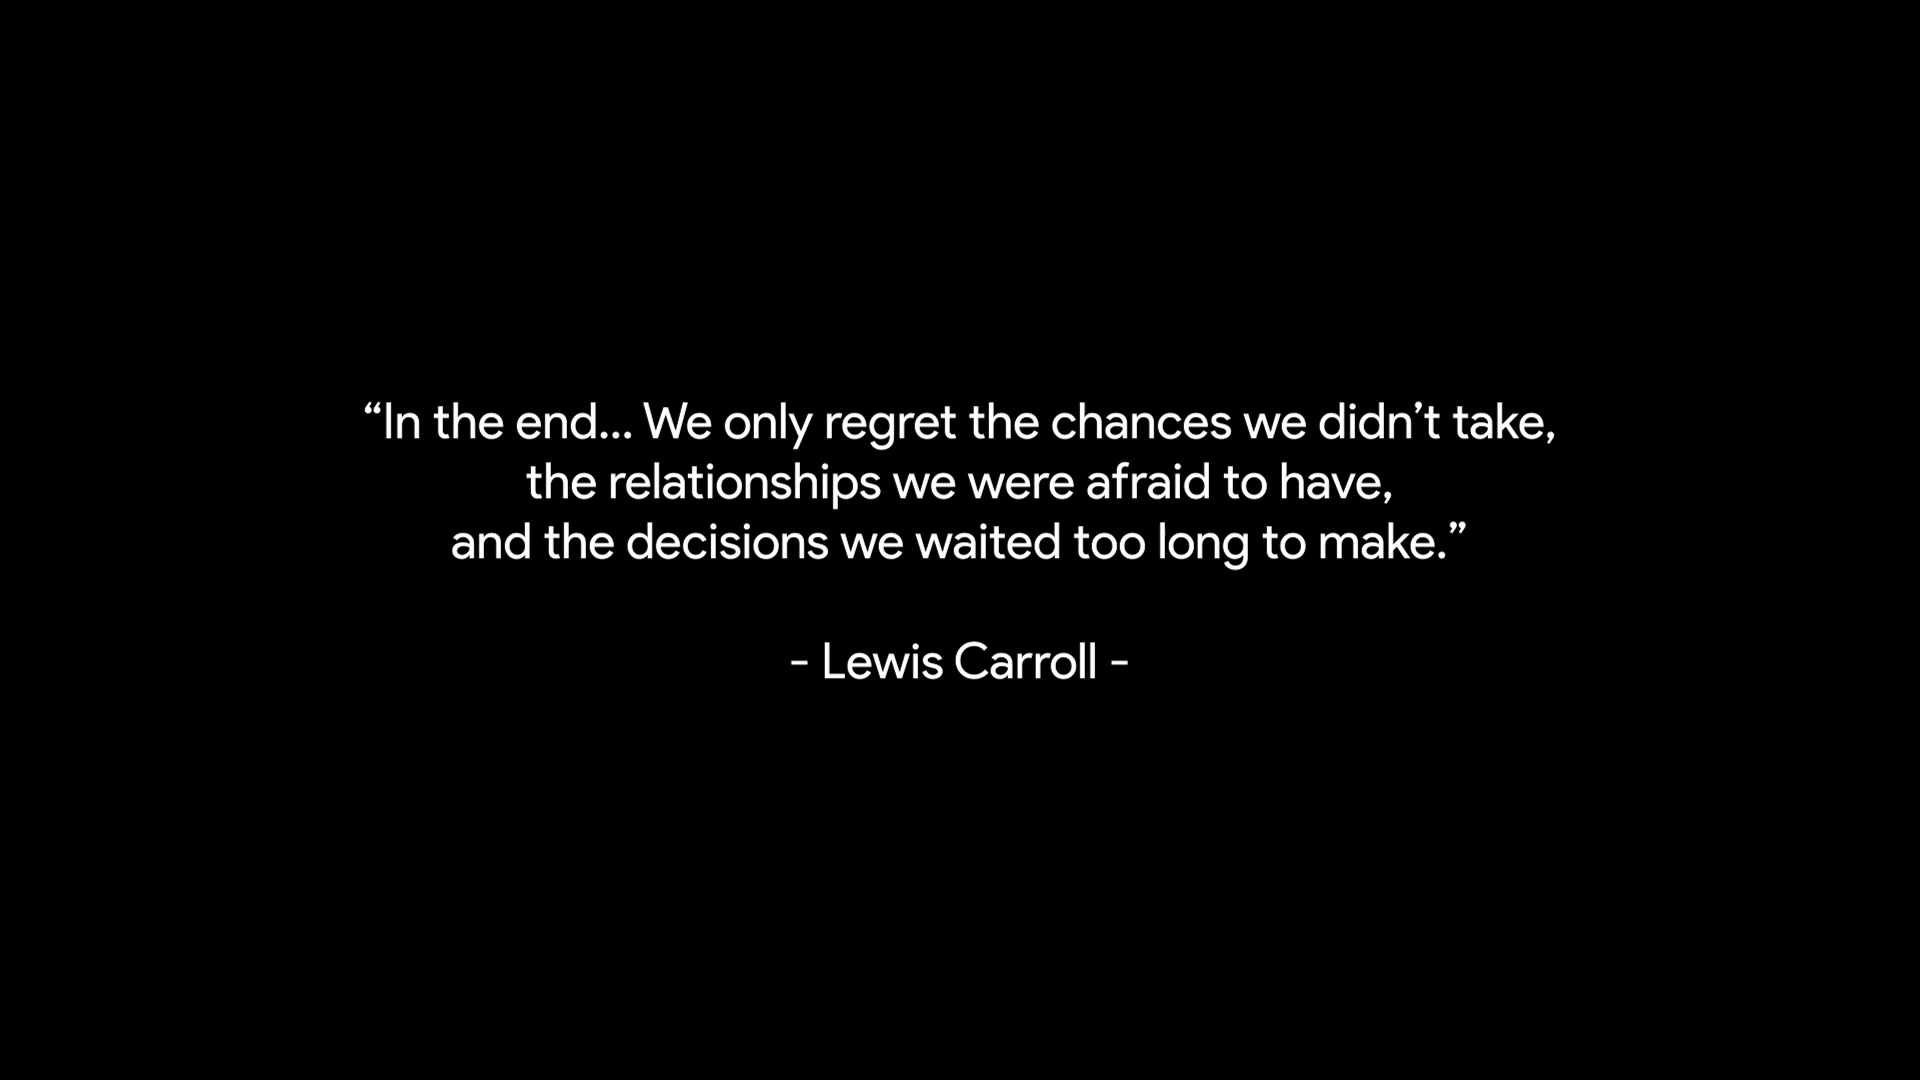 “In the end... We only regret the chances we didn’t take,
the relationships we were afraid to have,
and the decisions we waited too long to make.”
- Lewis Carroll -